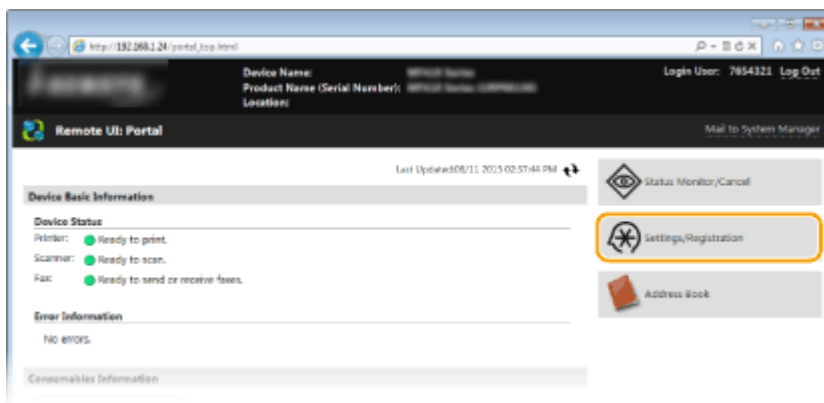 http://192.168.1.24/portal_top.html
Device Name:
Product Name (Serial Number):
Location:
Login User: 7654321 Log Out
Remote UI: Portal
Mail to System Manager
Last Updated:08/11 2015 02:57:44 PM
Status Monitor/Cancel
Device Basic Information
Device Status
Printer: Ready to print.
Scanner: Ready to scan.
Fax: Ready to send or receive faxes.
Settings/Registration
Address Book
Error Information
No errors.
Consumables Information